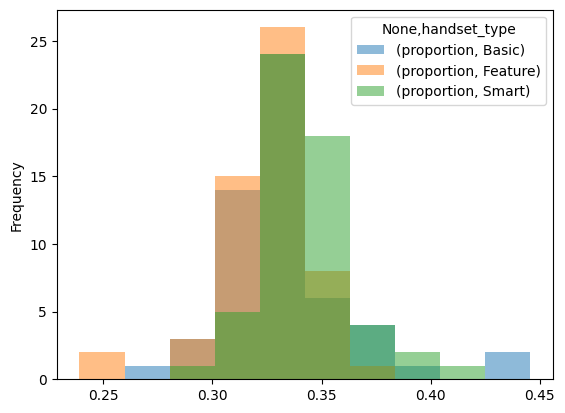 None,handset_type
(proportion, Basic)
(proportion, Feature)
(proportion, Smart)
Frequency
25
20
15
10
5
0
0.25 0.30 0.35 0.40 0.45